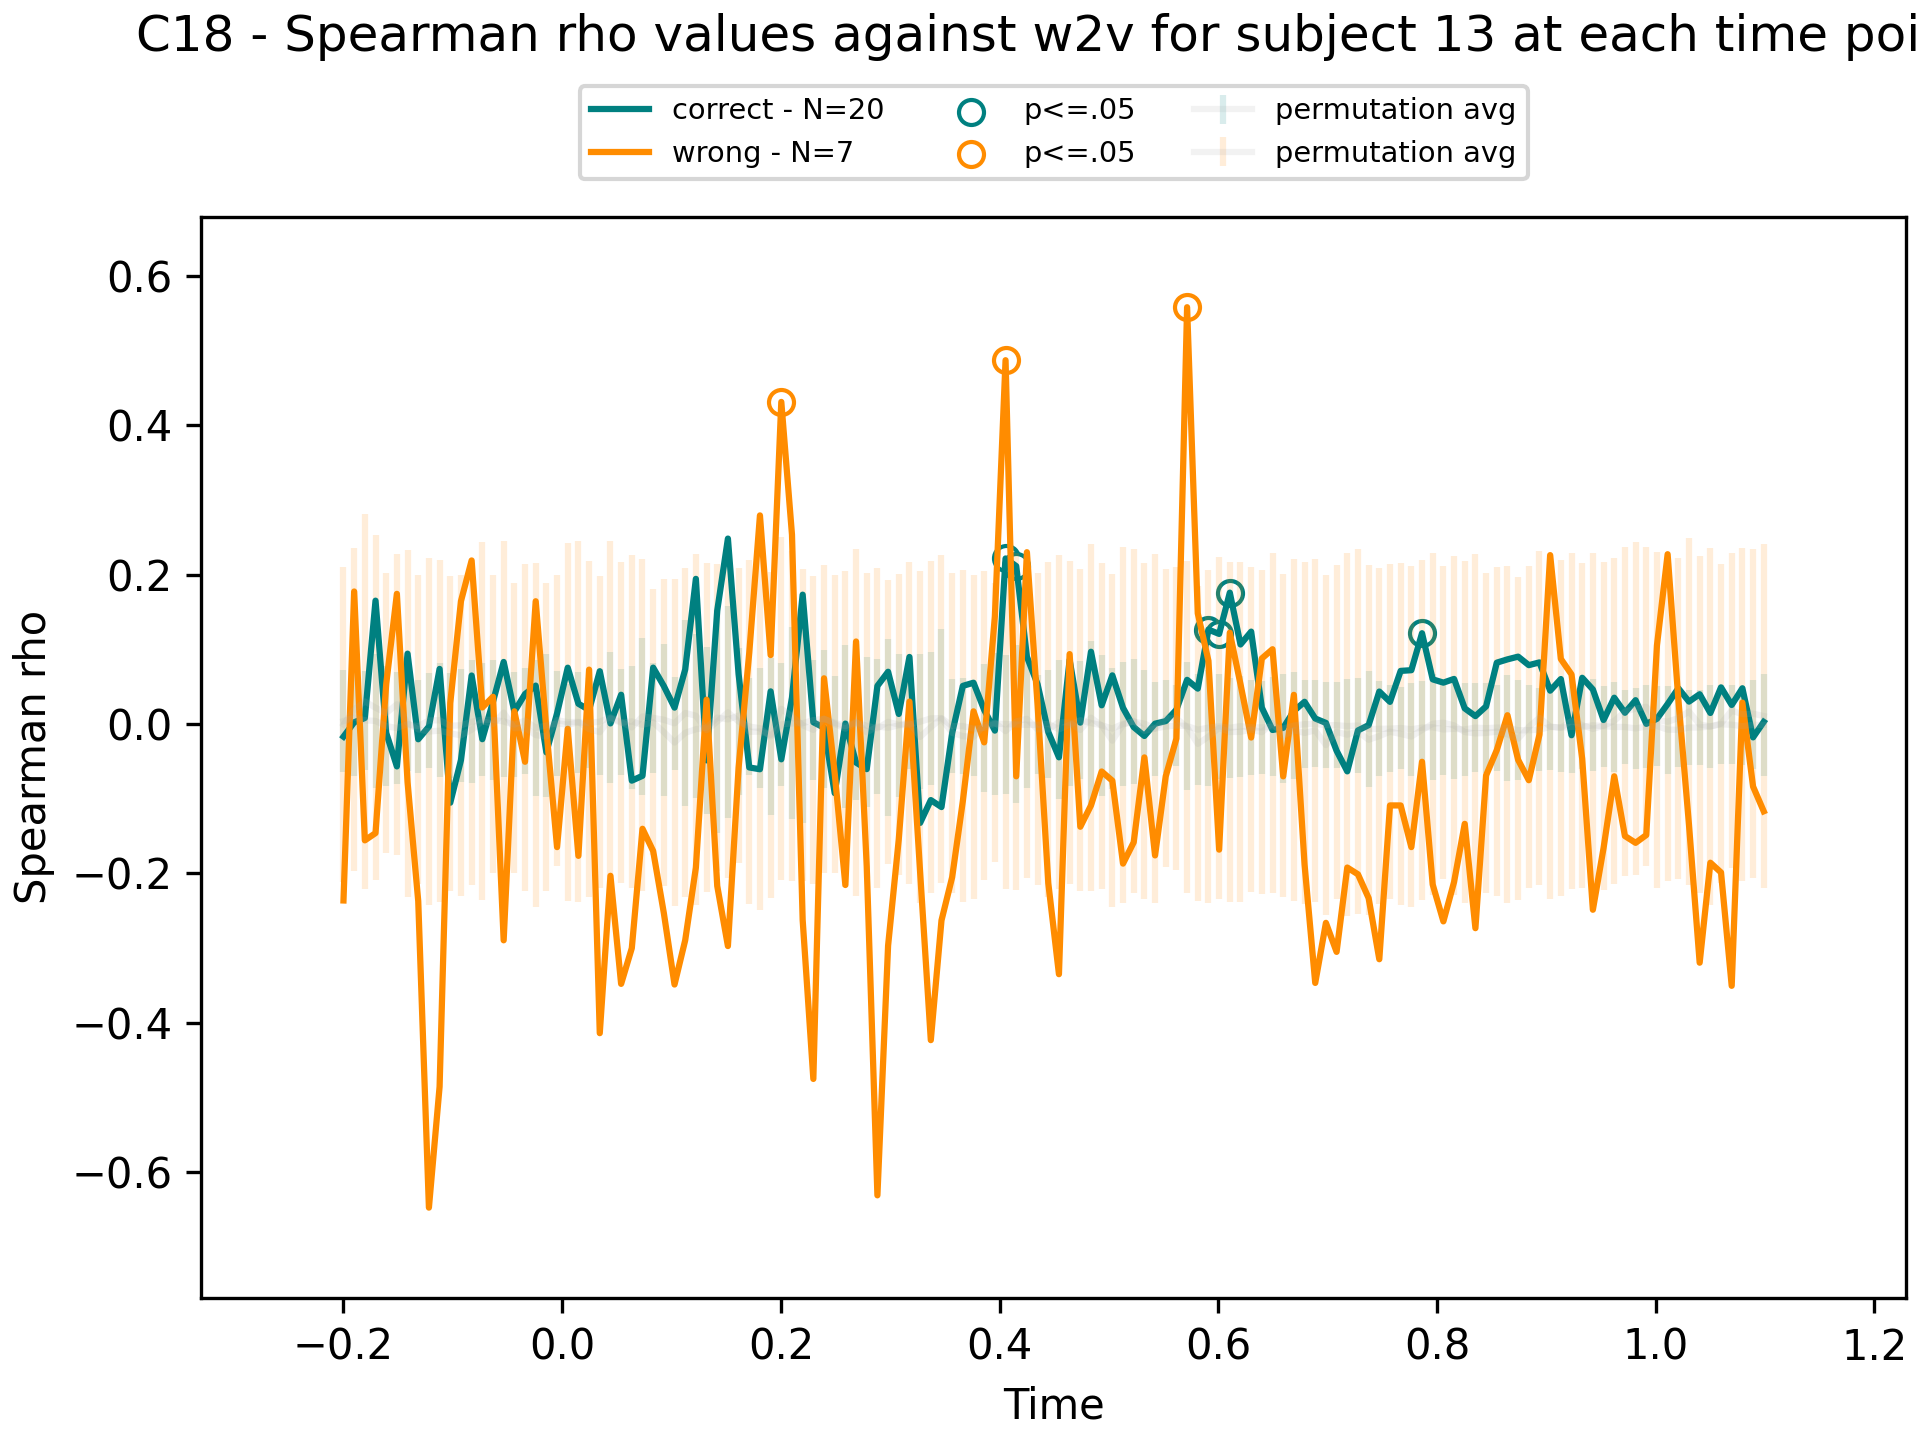 C18 - Spearman rho values against w2v for subject 13 at each time poi
correct - N=20
wrong - N=7
p<=.05
p<=.05
permutation avg
permutation avg
0.6
0.4
0.2
0.0
−0.2
−0.4
−0.6
Spearman rho
−0.2 0.0 0.2 0.4 0.6 0.8 1.0 1.2
Time